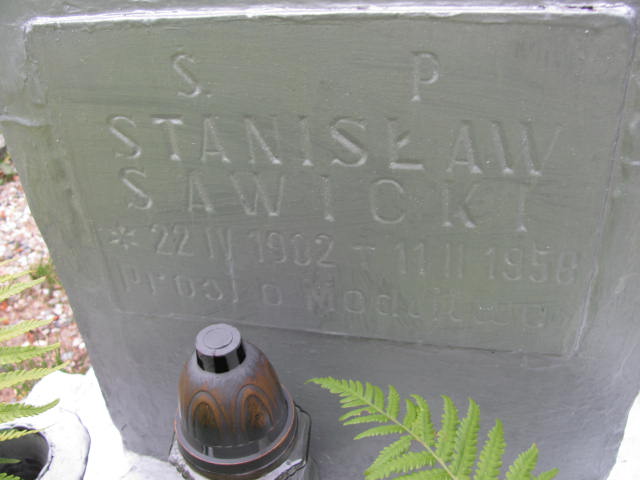 S. P
STANISŁAW
SAWICKI
* 22 IV 1902 + 11 II 1958
Prosi o Modlitwę